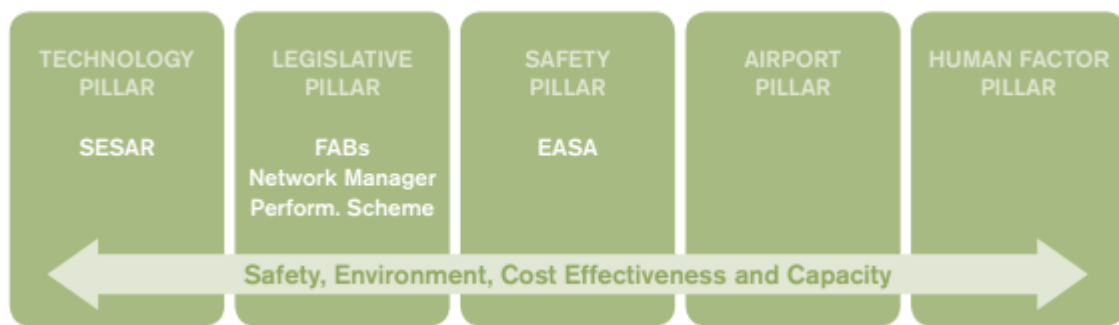 TECHNOLOGY
PILLAR
SESAR
LEGISLATIVE
PILLAR
FABs
Network Manager
Perform. Scheme
SAFETY
PILLAR
EASA
AIRPORT
PILLAR
HUMAN FACTOR
PILLAR
Safety, Environment, Cost Effectiveness and Capacity